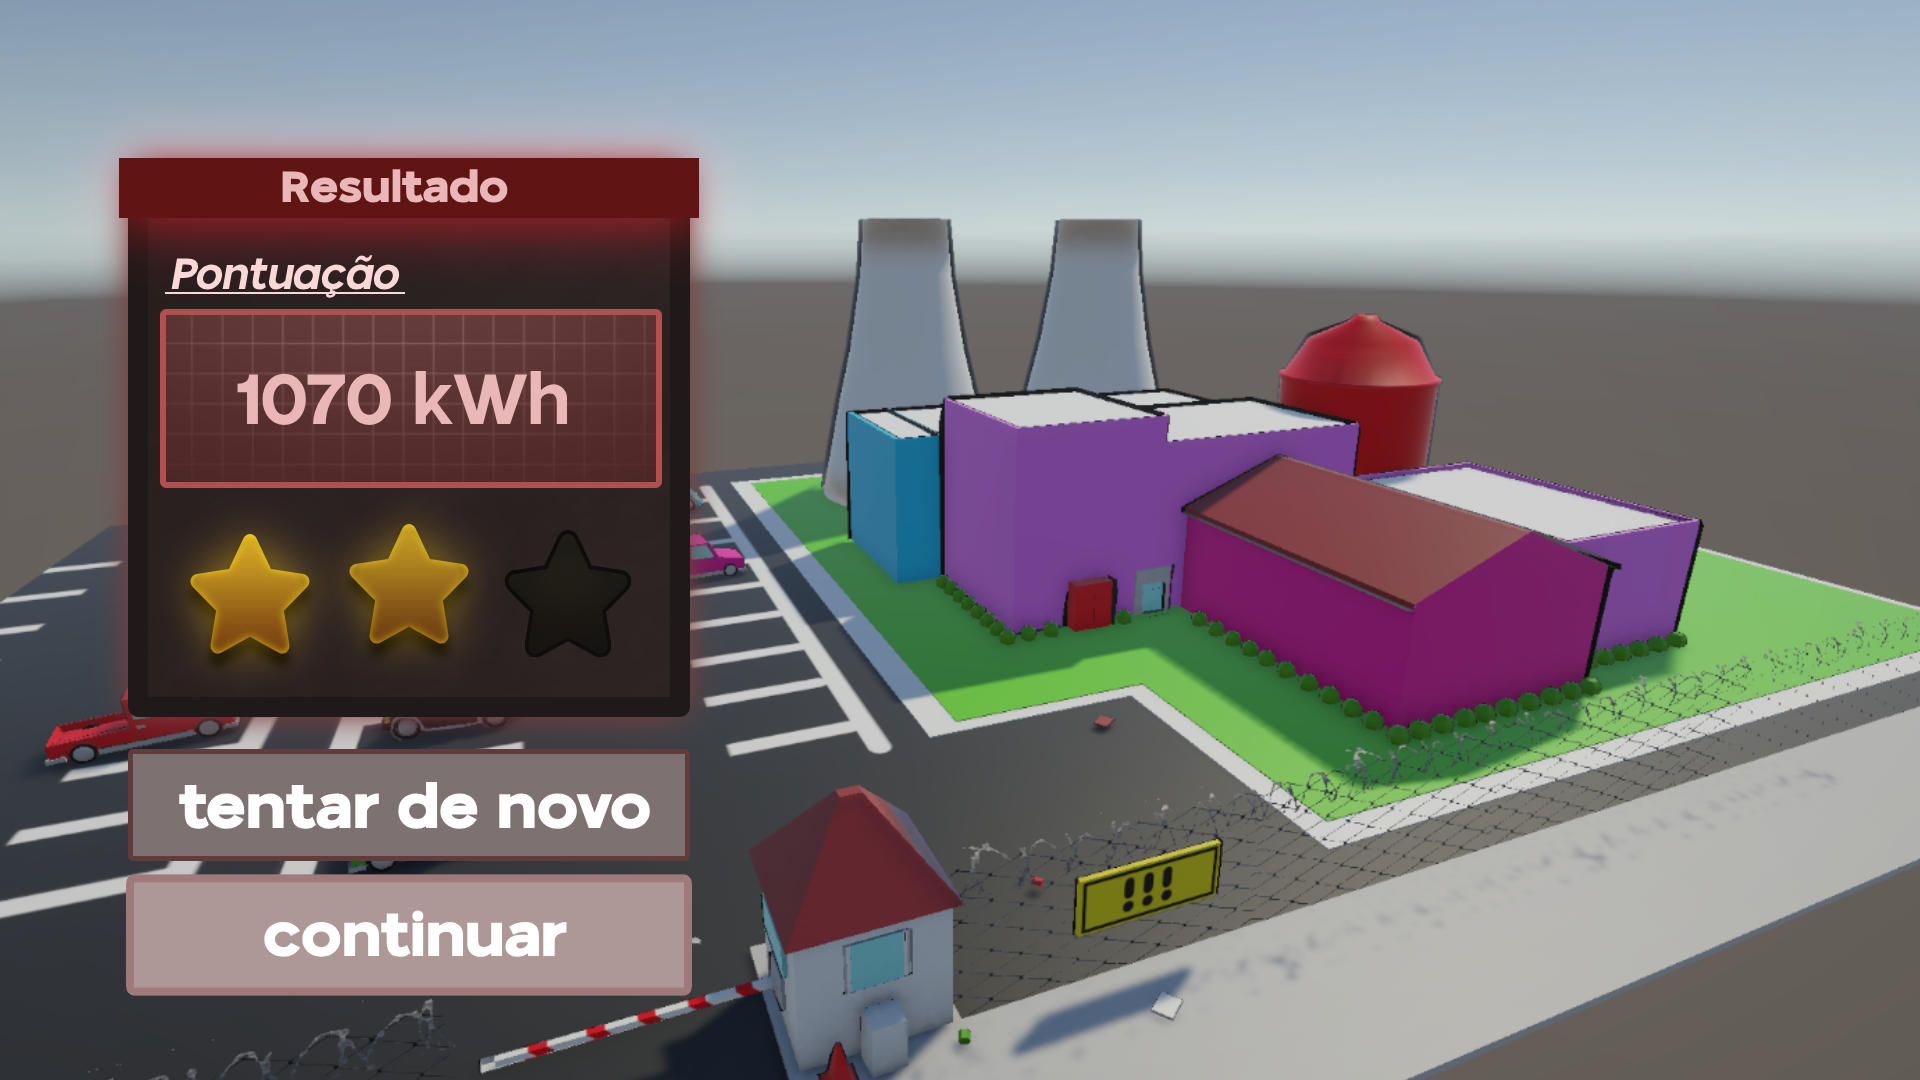 Resultado
Pontuação
1070 kWh
tentar de novo
continuar
!!!